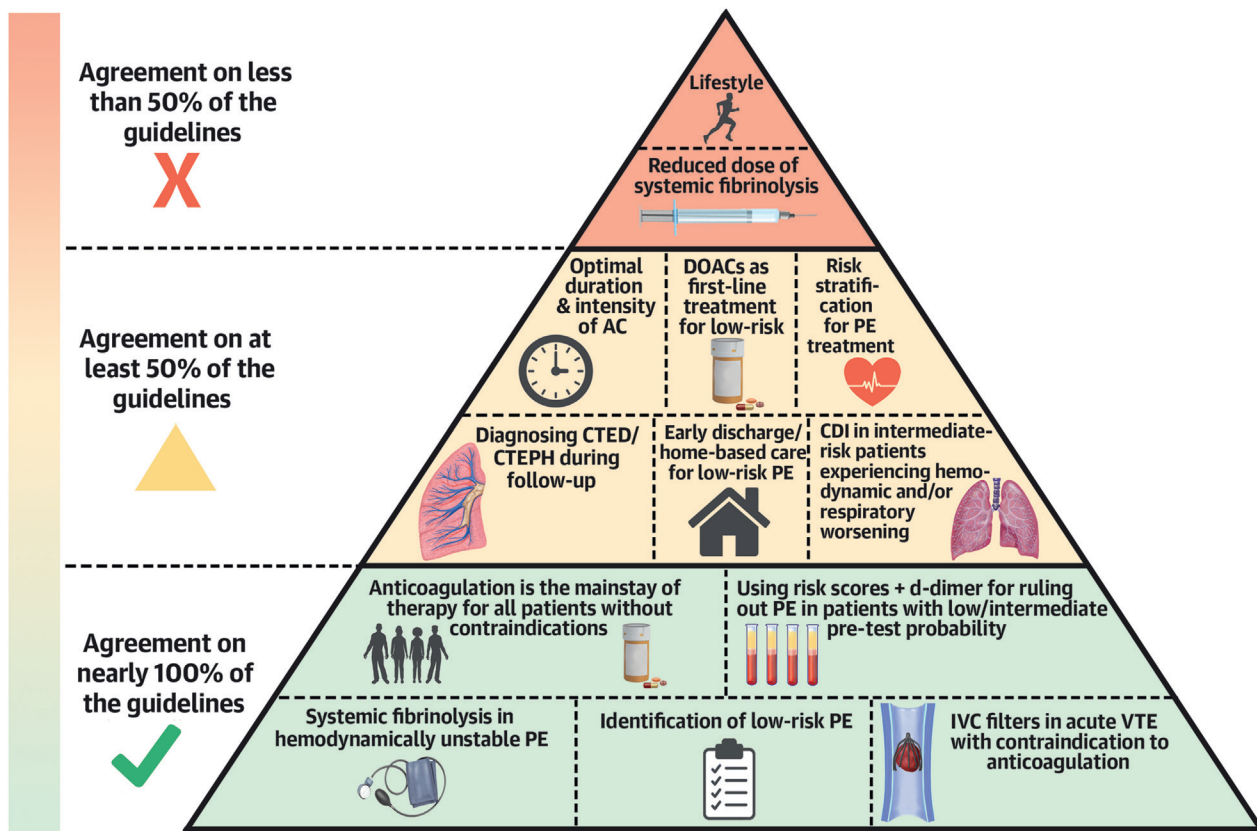 Agreement on less
than 50% of the
guidelines
X
Lifestyle
Reduced dose of
systemic fibrinolysis
Agreement on at
least 50% of the
guidelines
Optimal
duration
& intensity
of AC
DOACs as
first-line
treatment
for low-risk
Risk
stratifi-
cation
for PE
treatment
Diagnosing CTED/
CTEPH during
follow-up
Early discharge/
home-based care
for low-risk PE
CDI in intermediate-
risk patients
experiencing hemo-
dynamic and/or
respiratory
worsening
Agreement on
nearly 100% of
the guidelines
Anticoagulation is the mainstay of
therapy for all patients without
contraindications
Using risk scores + d-dimer for ruling
out PE in patients with low/intermediate
pre-test probability
Systemic fibrinolysis in
hemodynamically unstable PE
Identification of low-risk PE
IVC filters in acute VTE
with contraindication to
anticoagulation